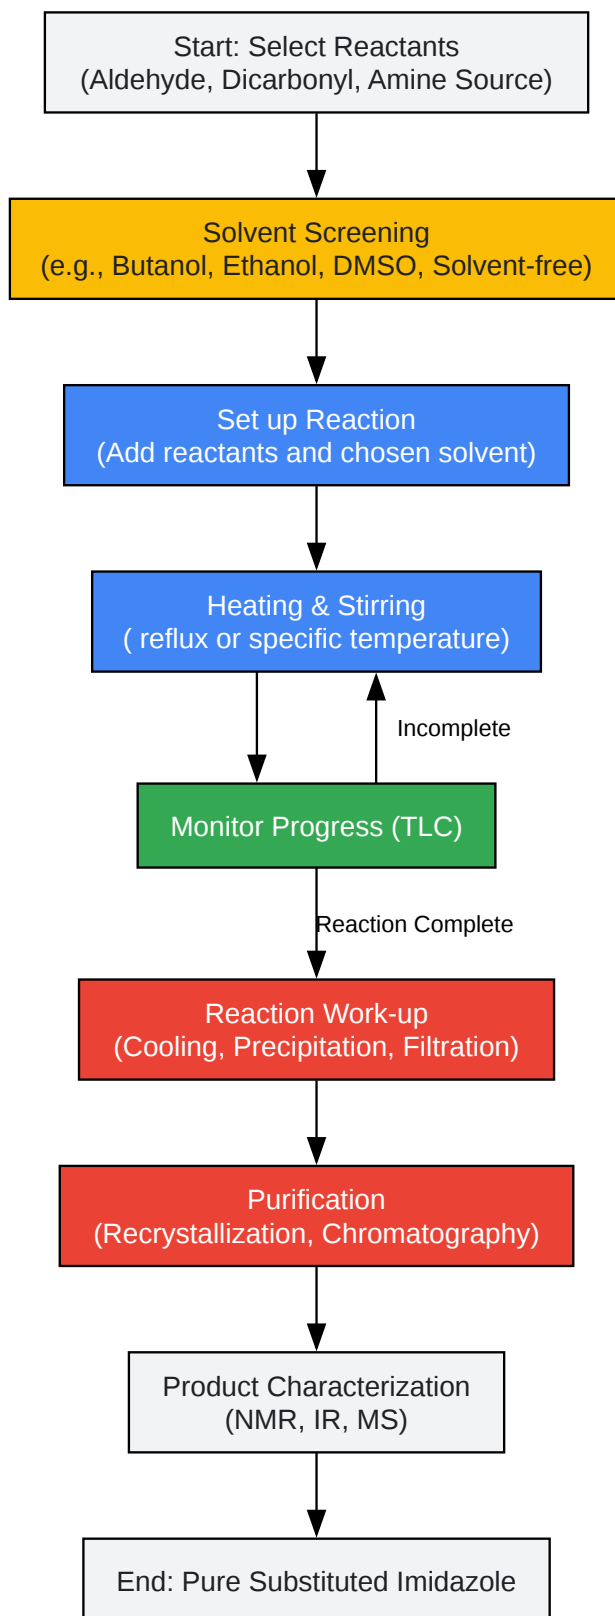 Start: Select Reactants
(Aldehyde, Dicarbonyl, Amine Source)
Solvent Screening
(e.g., Butanol, Ethanol, DMSO, Solvent-free)
Set up Reaction
(Add reactants and chosen solvent)
Heating & Stirring
( reflux or specific temperature)
Incomplete
Monitor Progress (TLC)
Reaction Complete
Reaction Work-up
(Cooling, Precipitation, Filtration)
Purification
(Recrystallization, Chromatography)
Product Characterization
(NMR, IR, MS)
End: Pure Substituted Imidazole